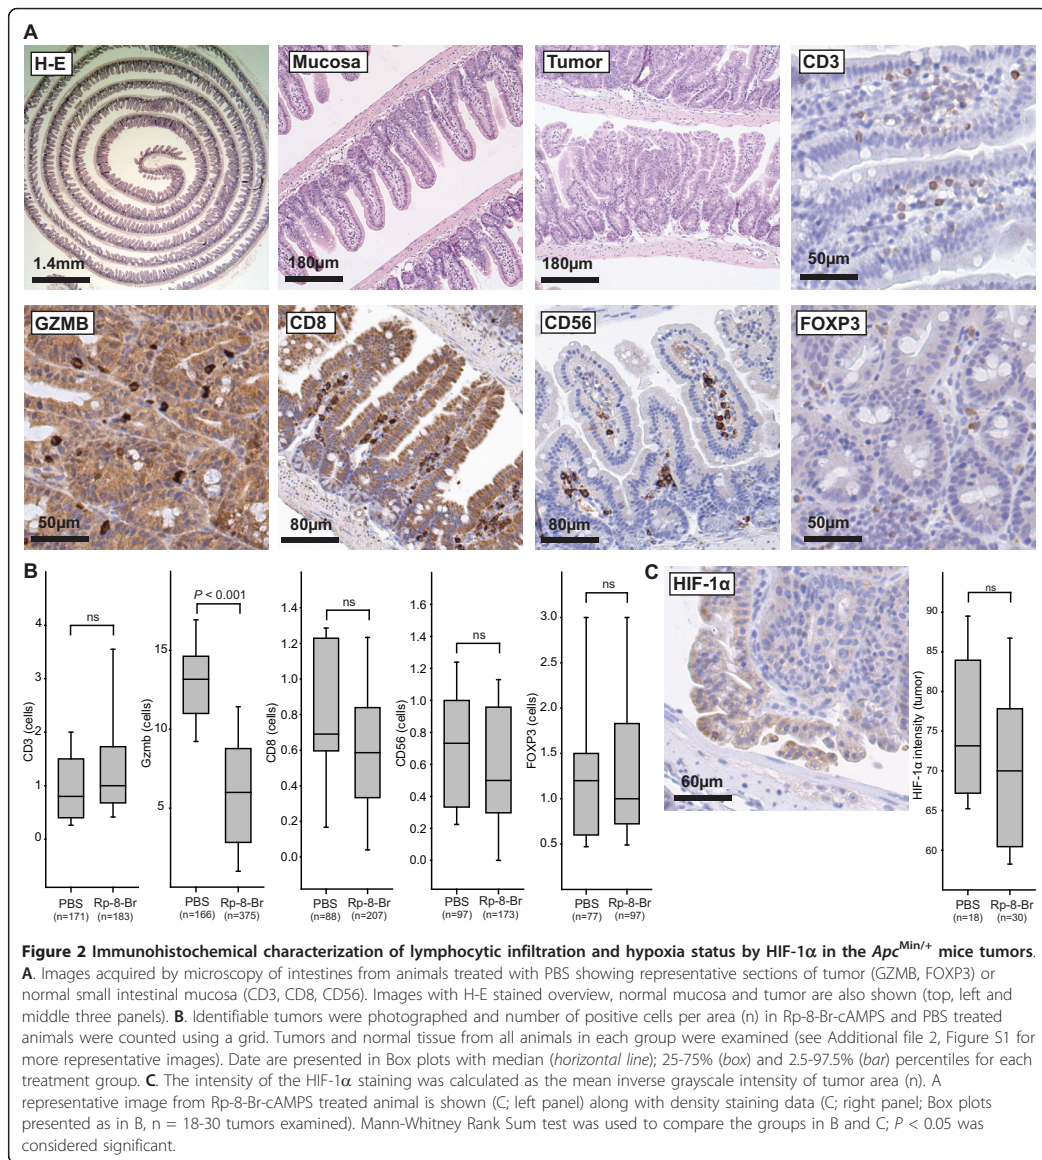 A
H-E
Mucosa
Tumor
CD3
1.4mm
180µm
180µm
50µm
GZMB
CD8
CD56
FOXP3
50µm
80µm
80µm
50µm
B
CD3 (cells)
4
3
2
1
0
ns
PBS
(n=171)
Rp-8-Br
(n=183)
Gzmb (cells)
15
10
5
P < 0.001
PBS
(n=166)
Rp-8-Br
(n=375)
CD8 (cells)
1.4
1.2
1.0
0.8
0.6
0.4
0.2
0.0
ns
PBS
(n=88)
Rp-8-Br
(n=207)
CD56 (cells)
1.6
1.4
1.2
1.0
0.8
0.6
0.4
0.2
0.0
ns
PBS
(n=97)
Rp-8-Br
(n=173)
FOXP3 (cells)
3.0
2.5
2.0
1.5
1.0
0.5
ns
PBS
(n=77)
Rp-8-Br
(n=97)
C
HIF-1α
60µm
HIF-1α intensity (tumor)
100
95
90
85
80
75
70
65
60
ns
PBS
(n=18)
Rp-8-Br
(n=30)
Figure 2 Immunohistochemical characterization of lymphocytic infiltration and hypoxia status by HIF-1α in the Apc^Min/+ mice tumors.
A. Images acquired by microscopy of intestines from animals treated with PBS showing representative sections of tumor (GZMB, FOXP3) or
normal small intestinal mucosa (CD3, CD8, CD56). Images with H-E stained overview, normal mucosa and tumor are also shown (top, left and
middle three panels). B. Identifiable tumors were photographed and number of positive cells per area (n) in Rp-8-Br-cAMPS and PBS treated
animals were counted using a grid. Tumors and normal tissue from all animals in each group were examined (see Additional file 2, Figure S1 for
more representative images). Date are presented in Box plots with median (horizontal line); 25-75% (box) and 2.5-97.5% (bar) percentiles for each
treatment group. C. The intensity of the HIF-1α staining was calculated as the mean inverse grayscale intensity of tumor area (n). A
representative image from Rp-8-Br-cAMPS treated animal is shown (C; left panel) along with density staining data (C; right panel; Box plots
presented as in B, n = 18-30 tumors examined). Mann-Whitney Rank Sum test was used to compare the groups in B and C; P < 0.05 was
considered significant.